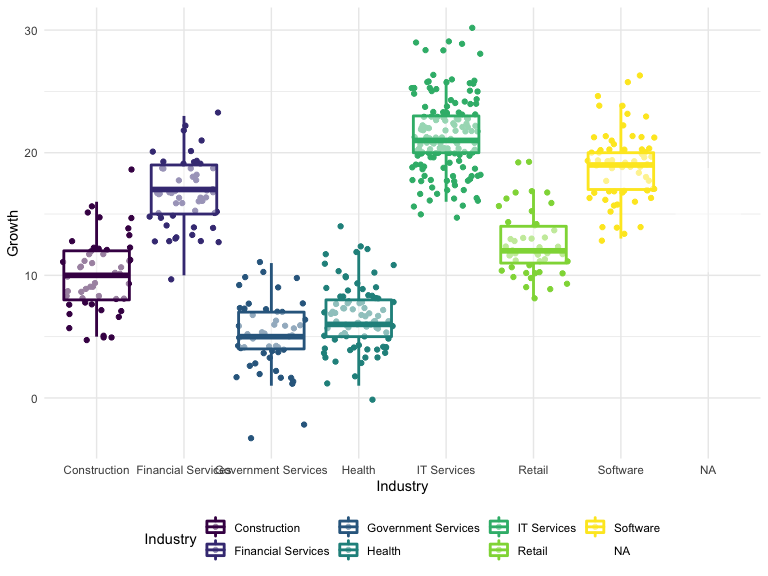 30
20
10
0
Growth
Construction Financial Services Government Services Health IT Services Retail Software NA
Industry
Industry
Construction Government Services IT Services Software
Financial Services Health Retail NA